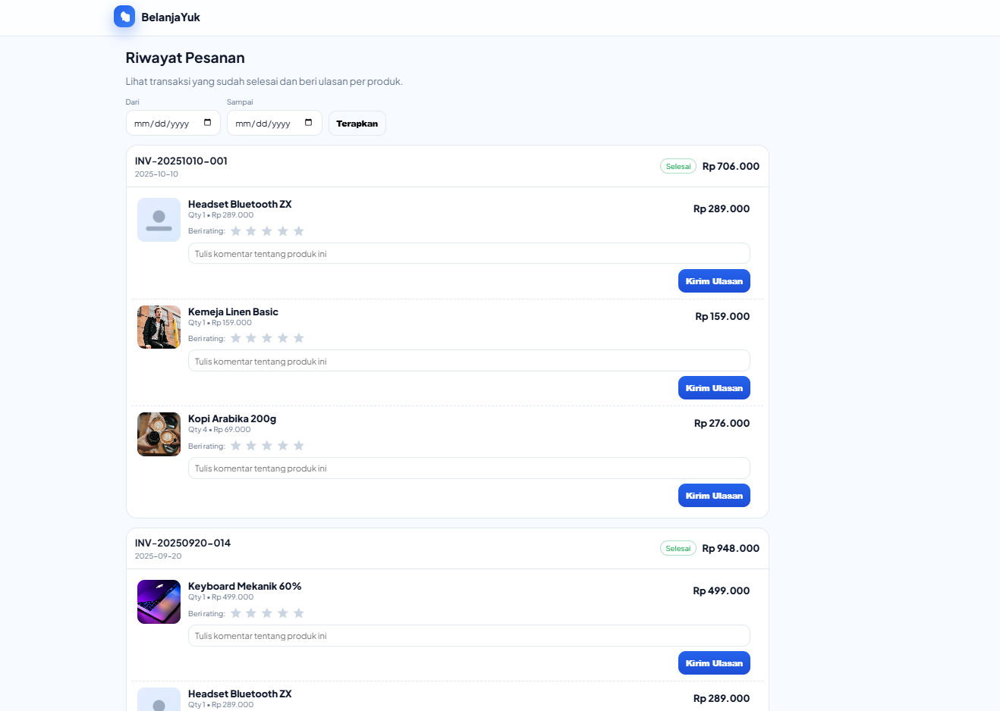 BelanjaYuk
Riwayat Pesanan
Lihat transaksi yang sudah selesai dan beri ulasan per produk.
Dari Sampai
mm/dd/yyyy mm/dd/yyyy Terapkan
INV-20251010-001
2025-10-10
Selesai Rp 706.000
Headset Bluetooth ZX
Qty 1 • Rp 289.000
Rp 289.000
Beri rating: ★ ★ ★ ★ ★
Tulis komentar tentang produk ini
Kirim Ulasan
Kemeja Linen Basic
Qty 1 • Rp 159.000
Rp 159.000
Beri rating: ★ ★ ★ ★ ★
Tulis komentar tentang produk ini
Kirim Ulasan
Kopi Arabika 200g
Qty 4 • Rp 69.000
Rp 276.000
Beri rating: ★ ★ ★ ★ ★
Tulis komentar tentang produk ini
Kirim Ulasan
INV-20250920-014
2025-09-20
Selesai Rp 948.000
Keyboard Mekanik 60%
Qty 1 • Rp 499.000
Rp 499.000
Beri rating: ★ ★ ★ ★ ★
Tulis komentar tentang produk ini
Kirim Ulasan
Headset Bluetooth ZX
Qty 1 • Rp 289.000
Rp 289.000